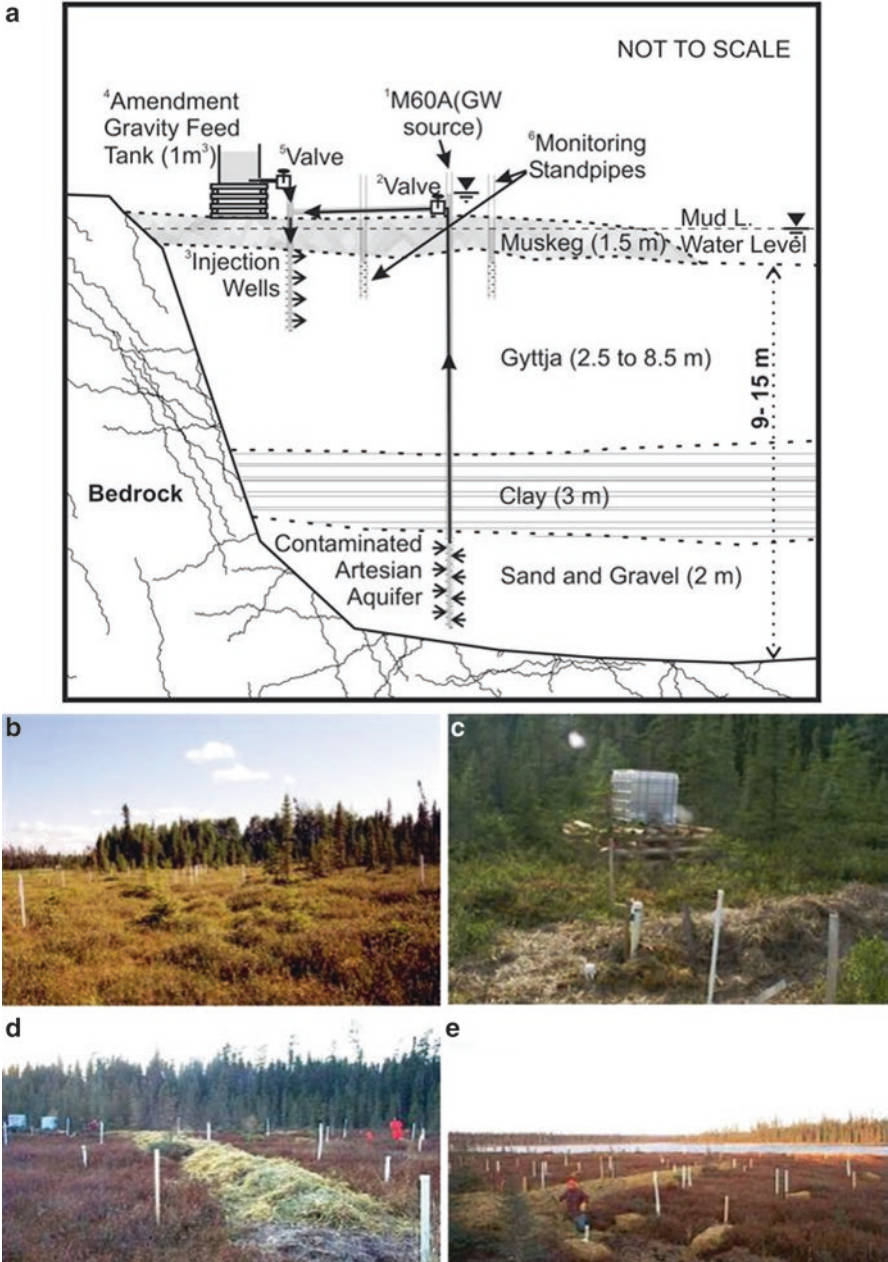 a
NOT TO SCALE
⁴Amendment
Gravity Feed
Tank (1m³)
⁵Valve
¹M60A(GW
source)
²Valve
⁶Monitoring
Standpipes
Mud L.
Water Level
Muskeg (1.5 m)
³Injection
Wells
Gyttja (2.5 to 8.5 m)
9-15 m
Bedrock
Clay (3 m)
Contaminated
Artesian
Aquifer
Sand and Gravel (2 m)
b
c
d
e